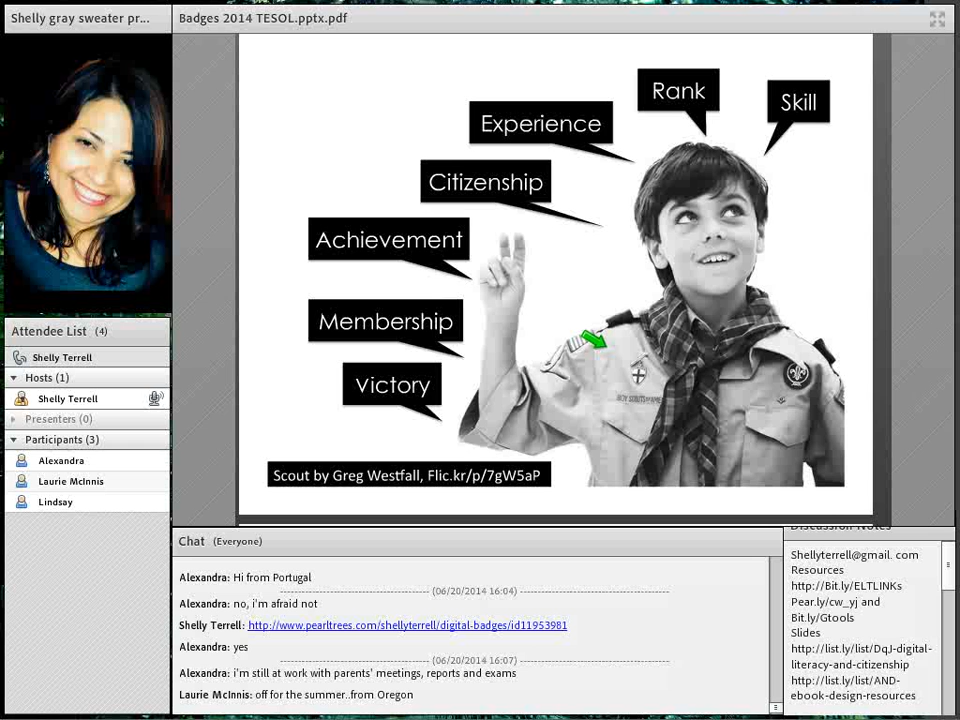 Shelly gray sweater pr...
Badges 2014 TESOL.pptx.pdf
Rank
Skill
Experience
Citizenship
Achievement
Membership
Victory
BOY SCOUTS OF AMERICA
Scout by Greg Westfall, Flic.kr/p/7gW5aP
Attendee List (4)
Shelly Terrell
Hosts (1)
Shelly Terrell
Presenters (0)
Participants (3)
Alexandra
Laurie McInnis
Lindsay
Chat (Everyone)
Alexandra: Hi from Portugal
(06/20/2014 16:04)
Alexandra: no, i'm afraid not
Shelly Terrell: http://www.pearltrees.com/shellyterrell/digital-badges/id11953981
Alexandra: yes
(06/20/2014 16:07)
Alexandra: i'm still at work with parents' meetings, reports and exams
Laurie McInnis: off for the summer..from Oregon
Discussion Notes
Shellyterrell@gmail. com
Resources
http://Bit.ly/ELTLINKs
Pear.ly/cw_yj and
Bit.ly/Gtools
Slides
http://list.ly/list/DqJ-digital-
literacy-and-citizenship
http://list.ly/list/AND-
ebook-design-resources